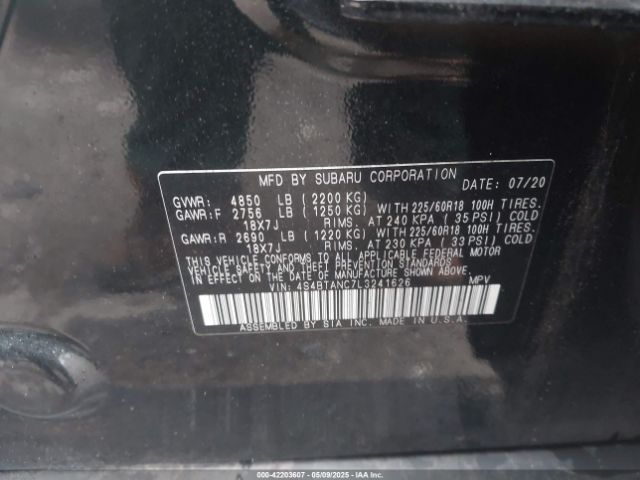 MFD BY SUBARU CORPORATION
DATE: 07/20
GVWR: 4850 LB (2200 KG)
GAWR:F 2756 LB (1250 KG) WITH 225/60R18 100H TIRES.
18X7J RIMS, AT 240 KPA (35 PSI) COLD
GAWR:R 2690 LB (1220 KG) WITH 225/60R18 100H TIRES.
18X7J RIMS, AT 230 KPA (33 PSI) COLD
THIS VEHICLE CONFORMS TO ALL APPLICABLE FEDERAL MOTOR
VEHICLE SAFETY AND THEFT PREVENTION STANDARDS
IN EFFECT ON THE DATE OF MANUFACTURE SHOWN ABOVE.
VIN: 4S4BTANC7L3241626 MPV
ASSEMBLED BY SIA INC. MADE IN U.S.A.
000-42203607 - 05/09/2025 - © IAA Inc.